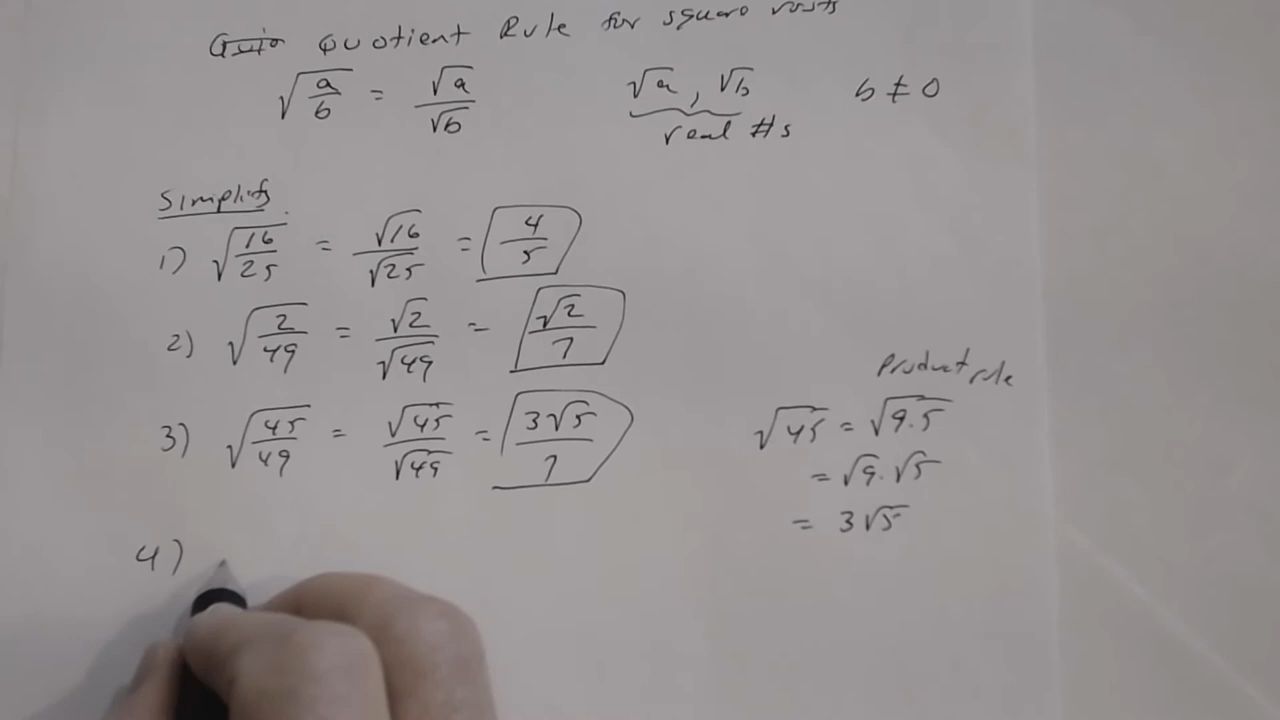 Quotient Rule for square roots
√(a/b) = √a/√b √a, √b b ≠ 0
real #s
Simplify
1) √(16/25) = √16/√25 = 4/5
2) √(2/49) = √2/√49 = √2/7
3) √(45/49) = √45/√49 = 3√5/7
Product rule
√45 = √9·5
= √9·√5
= 3√5
4)